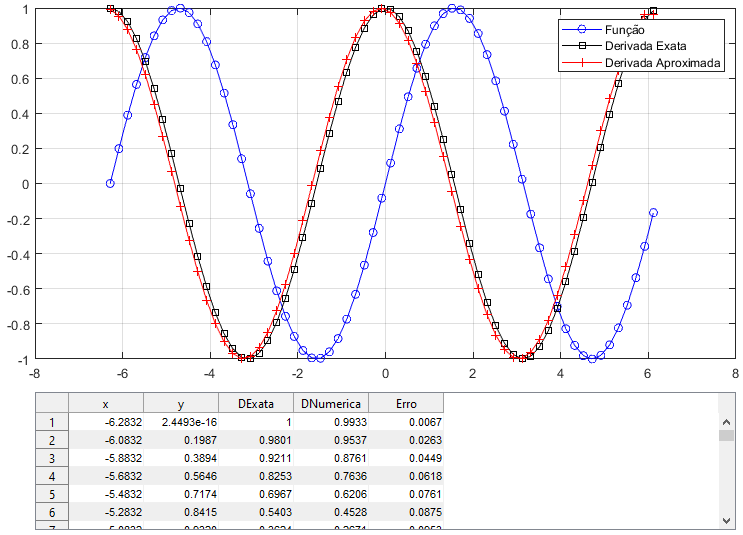 1
0.8
0.6
0.4
0.2
0
-0.2
-0.4
-0.6
-0.8
-1
-8 -6 -4 -2 0 2 4 6 8
Função
Derivada Exata
Derivada Aproximada
x y DExata DNumerica Erro
1 -6.2832 2.4493e-16 1 0.9933 0.0067
2 -6.0832 0.1987 0.9801 0.9537 0.0263
3 -5.8832 0.3894 0.9211 0.8761 0.0449
4 -5.6832 0.5646 0.8253 0.7636 0.0618
5 -5.4832 0.7174 0.6967 0.6206 0.0761
6 -5.2832 0.8415 0.5403 0.4528 0.0875